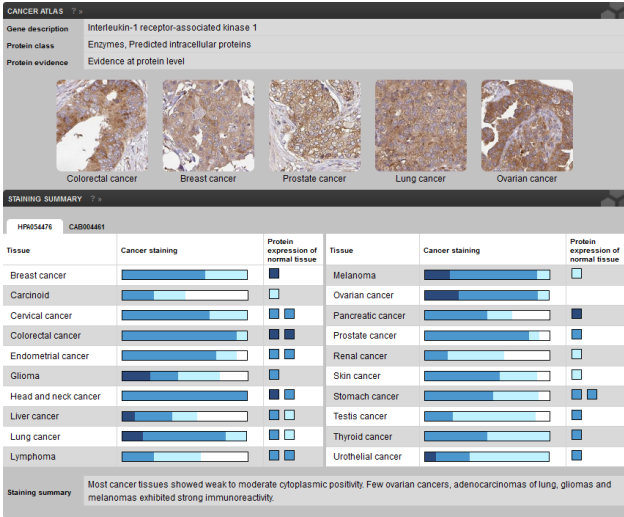 CANCER ATLAS ? »
Gene description Interleukin-1 receptor-associated kinase 1
Protein class Enzymes, Predicted intracellular proteins
Protein evidence Evidence at protein level
Colorectal cancer Breast cancer Prostate cancer Lung cancer Ovarian cancer
STAINING SUMMARY ? »
HPA054476 CAB004461
Tissue Cancer staining Protein expression of normal tissue Tissue Cancer staining Protein expression of normal tissue
Breast cancer Melanoma
Carcinoid Ovarian cancer
Cervical cancer Pancreatic cancer
Colorectal cancer Prostate cancer
Endometrial cancer Renal cancer
Glioma Skin cancer
Head and neck cancer Stomach cancer
Liver cancer Testis cancer
Lung cancer Thyroid cancer
Lymphoma Urothelial cancer
Staining summary Most cancer tissues showed weak to moderate cytoplasmic positivity. Few ovarian cancers, adenocarcinomas of lung, gliomas and
melanomas exhibited strong immunoreactivity.